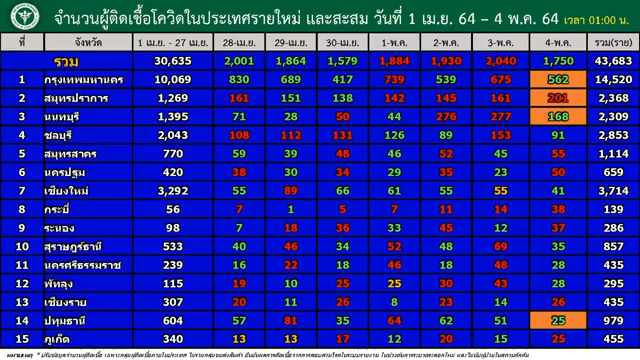 จำนวนผู้ติดเชื้อโควิดในประเทศรายใหม่ และสะสม วันที่ 1 เม.ย. 64 – 4 พ.ค. 64 เวลา 01:00 น.
ที่ จังหวัด 1 เม.ย. - 27 เม.ย. 28-เม.ย. 29-เม.ย. 30-เม.ย. 1-พ.ค. 2-พ.ค. 3-พ.ค. 4-พ.ค. รวม(ราย)
รวม 30,635 2,001 1,864 1,579 1,884 1,930 2,040 1,750 43,683
1 กรุงเทพมหานคร 10,069 830 689 417 739 539 675 562 14,520
2 สมุทรปราการ 1,269 161 151 138 142 145 161 201 2,368
3 นนทบุรี 1,395 71 28 50 44 276 277 168 2,309
4 ชลบุรี 2,043 108 112 131 126 89 153 91 2,853
5 สมุทรสาคร 770 59 39 48 46 52 45 55 1,114
6 นครปฐม 420 38 30 34 29 35 23 50 659
7 เชียงใหม่ 3,292 55 89 66 61 55 55 41 3,714
8 กระบี่ 56 7 1 5 7 11 14 38 139
9 ระนอง 98 7 18 36 33 45 12 37 286
10 สุราษฎร์ธานี 533 40 46 34 52 48 69 35 857
11 นครศรีธรรมราช 239 16 22 18 46 18 48 28 435
12 พัทลุง 115 19 10 25 25 30 43 28 295
13 เชียงราย 307 20 11 26 8 23 14 26 435
14 ปทุมธานี 604 57 81 35 64 62 51 25 979
15 ภูเก็ต 340 13 13 17 12 20 15 25 455